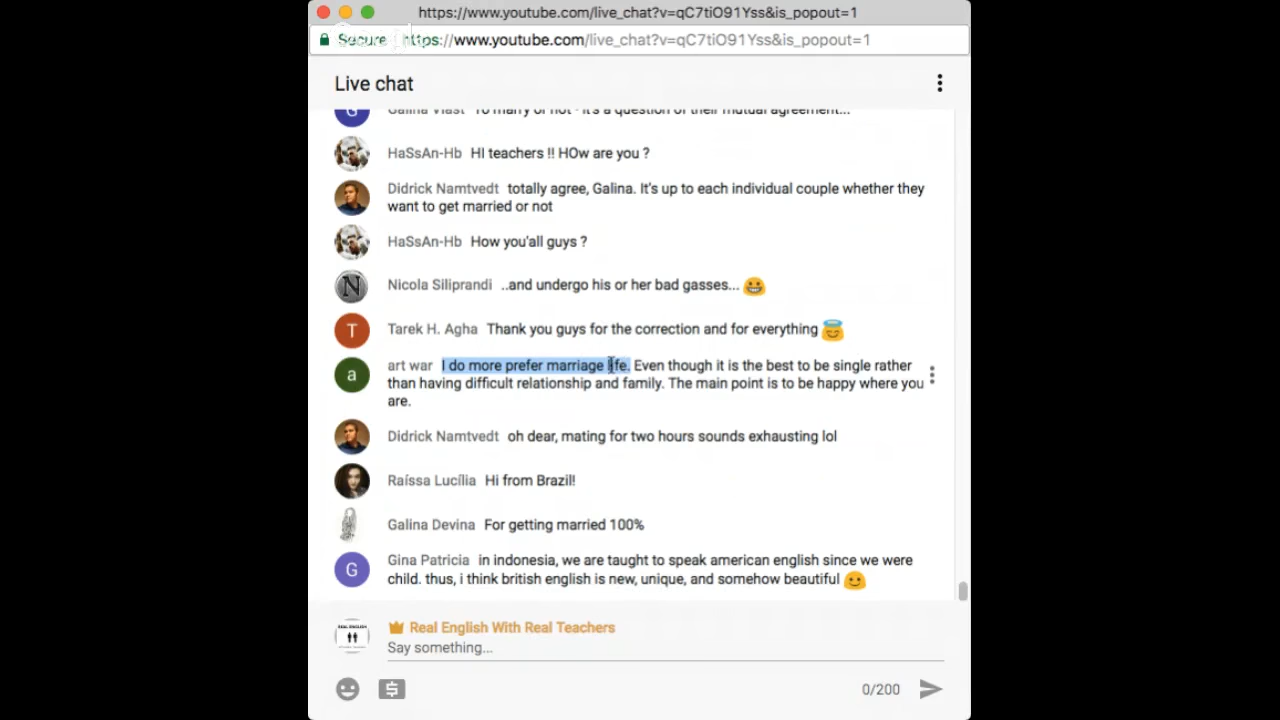 https://www.youtube.com/live_chat?v=qC7tiO91Yss&is_popout=1
Secure https://www.youtube.com/live_chat?v=qC7tiO91Yss&is_popout=1
Live chat
G Galina Vlast To marry or not - it's a question of their mutual agreement...
HaSsAn-Hb HI teachers !! HOw are you ?
Didrick Namtvedt totally agree, Galina. It's up to each individual couple whether they
want to get married or not
HaSsAn-Hb How you'all guys ?
N Nicola Siliprandi ..and undergo his or her bad gasses...
T Tarek H. Agha Thank you guys for the correction and for everything
a art war I do more prefer marriage life. Even though it is the best to be single rather
than having difficult relationship and family. The main point is to be happy where you
are.
Didrick Namtvedt oh dear, mating for two hours sounds exhausting lol
Raíssa Lucília Hi from Brazil!
Galina Devina For getting married 100%
G Gina Patricia in indonesia, we are taught to speak american english since we were
child. thus, i think british english is new, unique, and somehow beautiful
REAL ENGLISH Real English With Real Teachers
Say something...
0/200